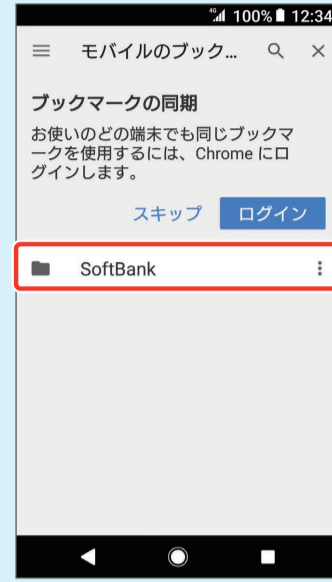 4G 100% 12:34
モバイルのブック...
ブックマークの同期
お使いのどの端末でも同じブックマ
ークを使用するには、Chrome にロ
グインします。
スキップ ログイン
SoftBank